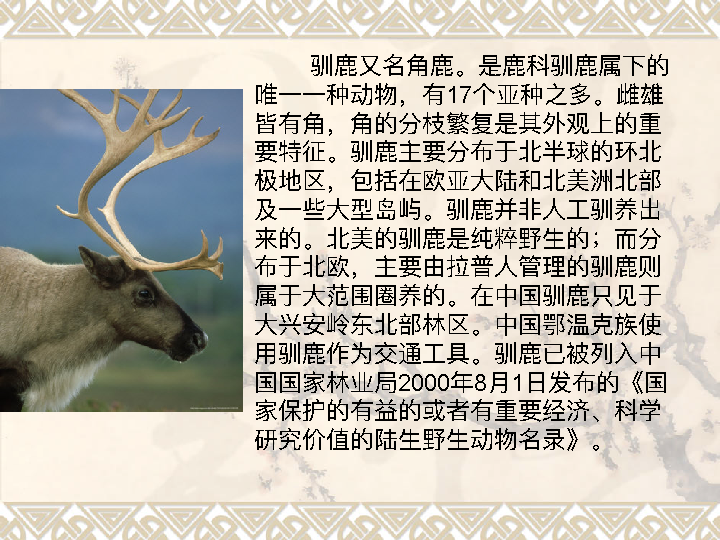 驯鹿又名角鹿。是鹿科驯鹿属下的
唯一一种动物，有17个亚种之多。雌雄
皆有角，角的分枝繁复是其外观上的重
要特征。驯鹿主要分布于北半球的环北
极地区，包括在欧亚大陆和北美洲北部
及一些大型岛屿。驯鹿并非人工驯养出
来的。北美的驯鹿是纯粹野生的；而分
布于北欧，主要由拉普人管理的驯鹿则
属于大范围圈养的。在中国驯鹿只见于
大兴安岭东北部林区。中国鄂温克族使
用驯鹿作为交通工具。驯鹿已被列入中
国国家林业局2000年8月1日发布的《国
家保护的有益的或者有重要经济、科学
研究价值的陆生野生动物名录》。